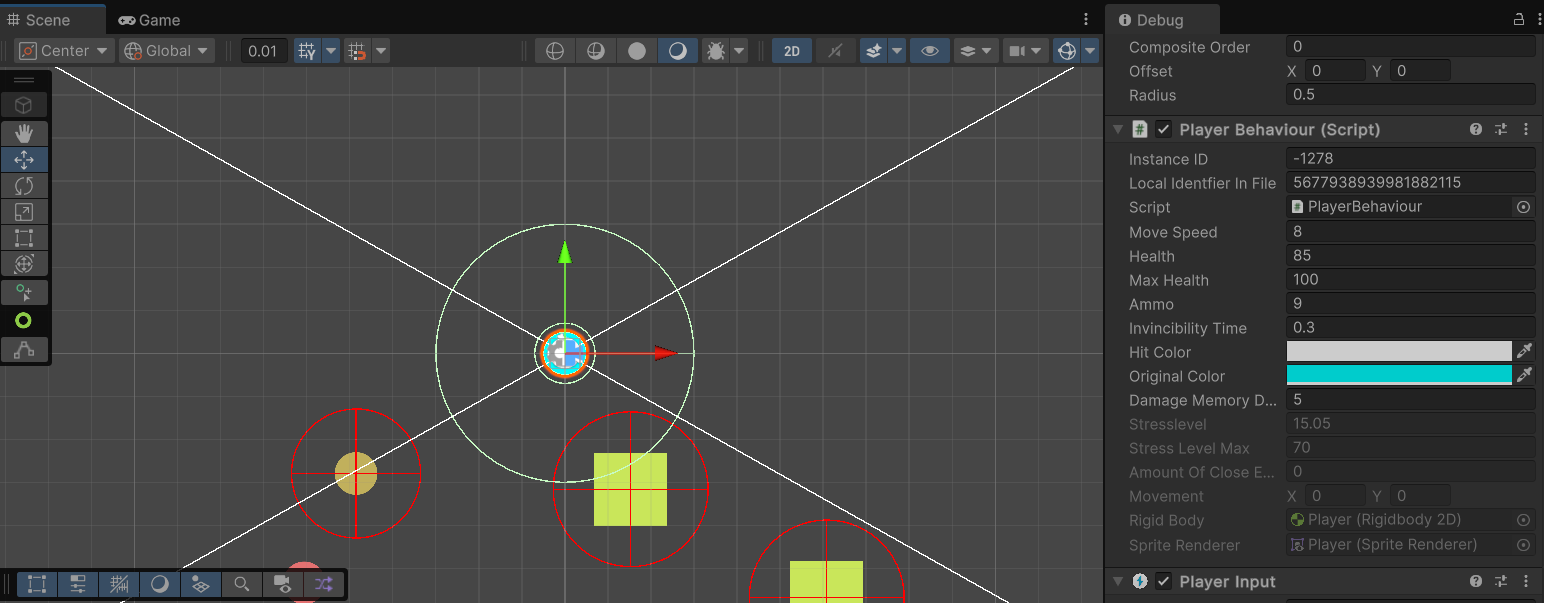 Scene Game
Center Global 0.01 2D
Debug
Composite Order 0
Offset X 0 Y 0
Radius 0.5
# Player Behaviour (Script)
Instance ID -1278
Local Identfier In File 5677938939981882115
Script # PlayerBehaviour
Move Speed 8
Health 85
Max Health 100
Ammo 9
Invincibility Time 0.3
Hit Color
Original Color
Damage Memory D... 5
Stresslevel 15.05
Stress Level Max 70
Amount Of Close E... 0
Movement X 0 Y 0
Rigid Body Player (Rigidbody 2D)
Sprite Renderer Player (Sprite Renderer)
Player Input